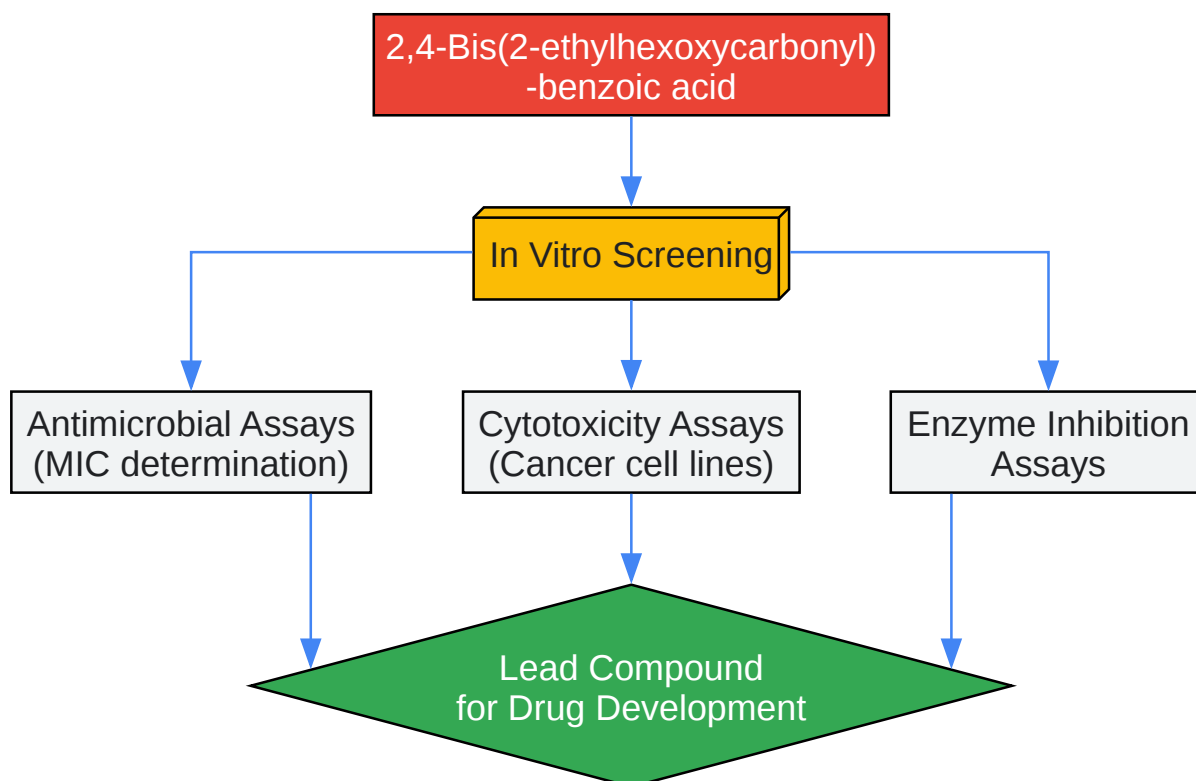 2,4-Bis(2-ethylhexoxycarbonyl)
-benzoic acid
In Vitro Screening
Antimicrobial Assays
(MIC determination)
Cytotoxicity Assays
(Cancer cell lines)
Enzyme Inhibition
Assays
Lead Compound
for Drug Development